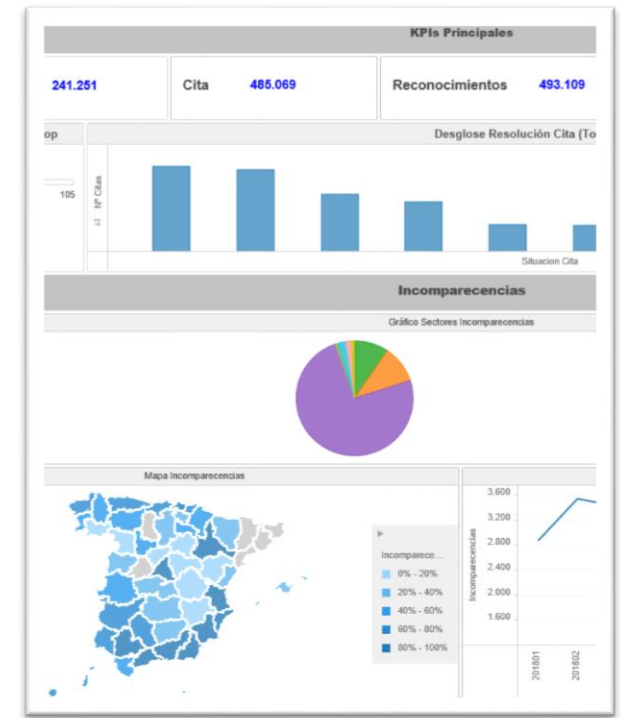 KPIs Principales
241.251
Cita 485.069
Reconocimientos 493.109
op
Desglose Resolución Cita (To
105
Nº Citas
Situacion Cita
Incomparecencias
Gráfico Sectores Incomparecencias
Mapa Incomparecencias
Incomparece...
0% - 20%
20% - 40%
40% - 60%
60% - 80%
80% - 100%
Incomparecencias
3.600
3.200
2.800
2.400
2.000
1.600
201801
201802